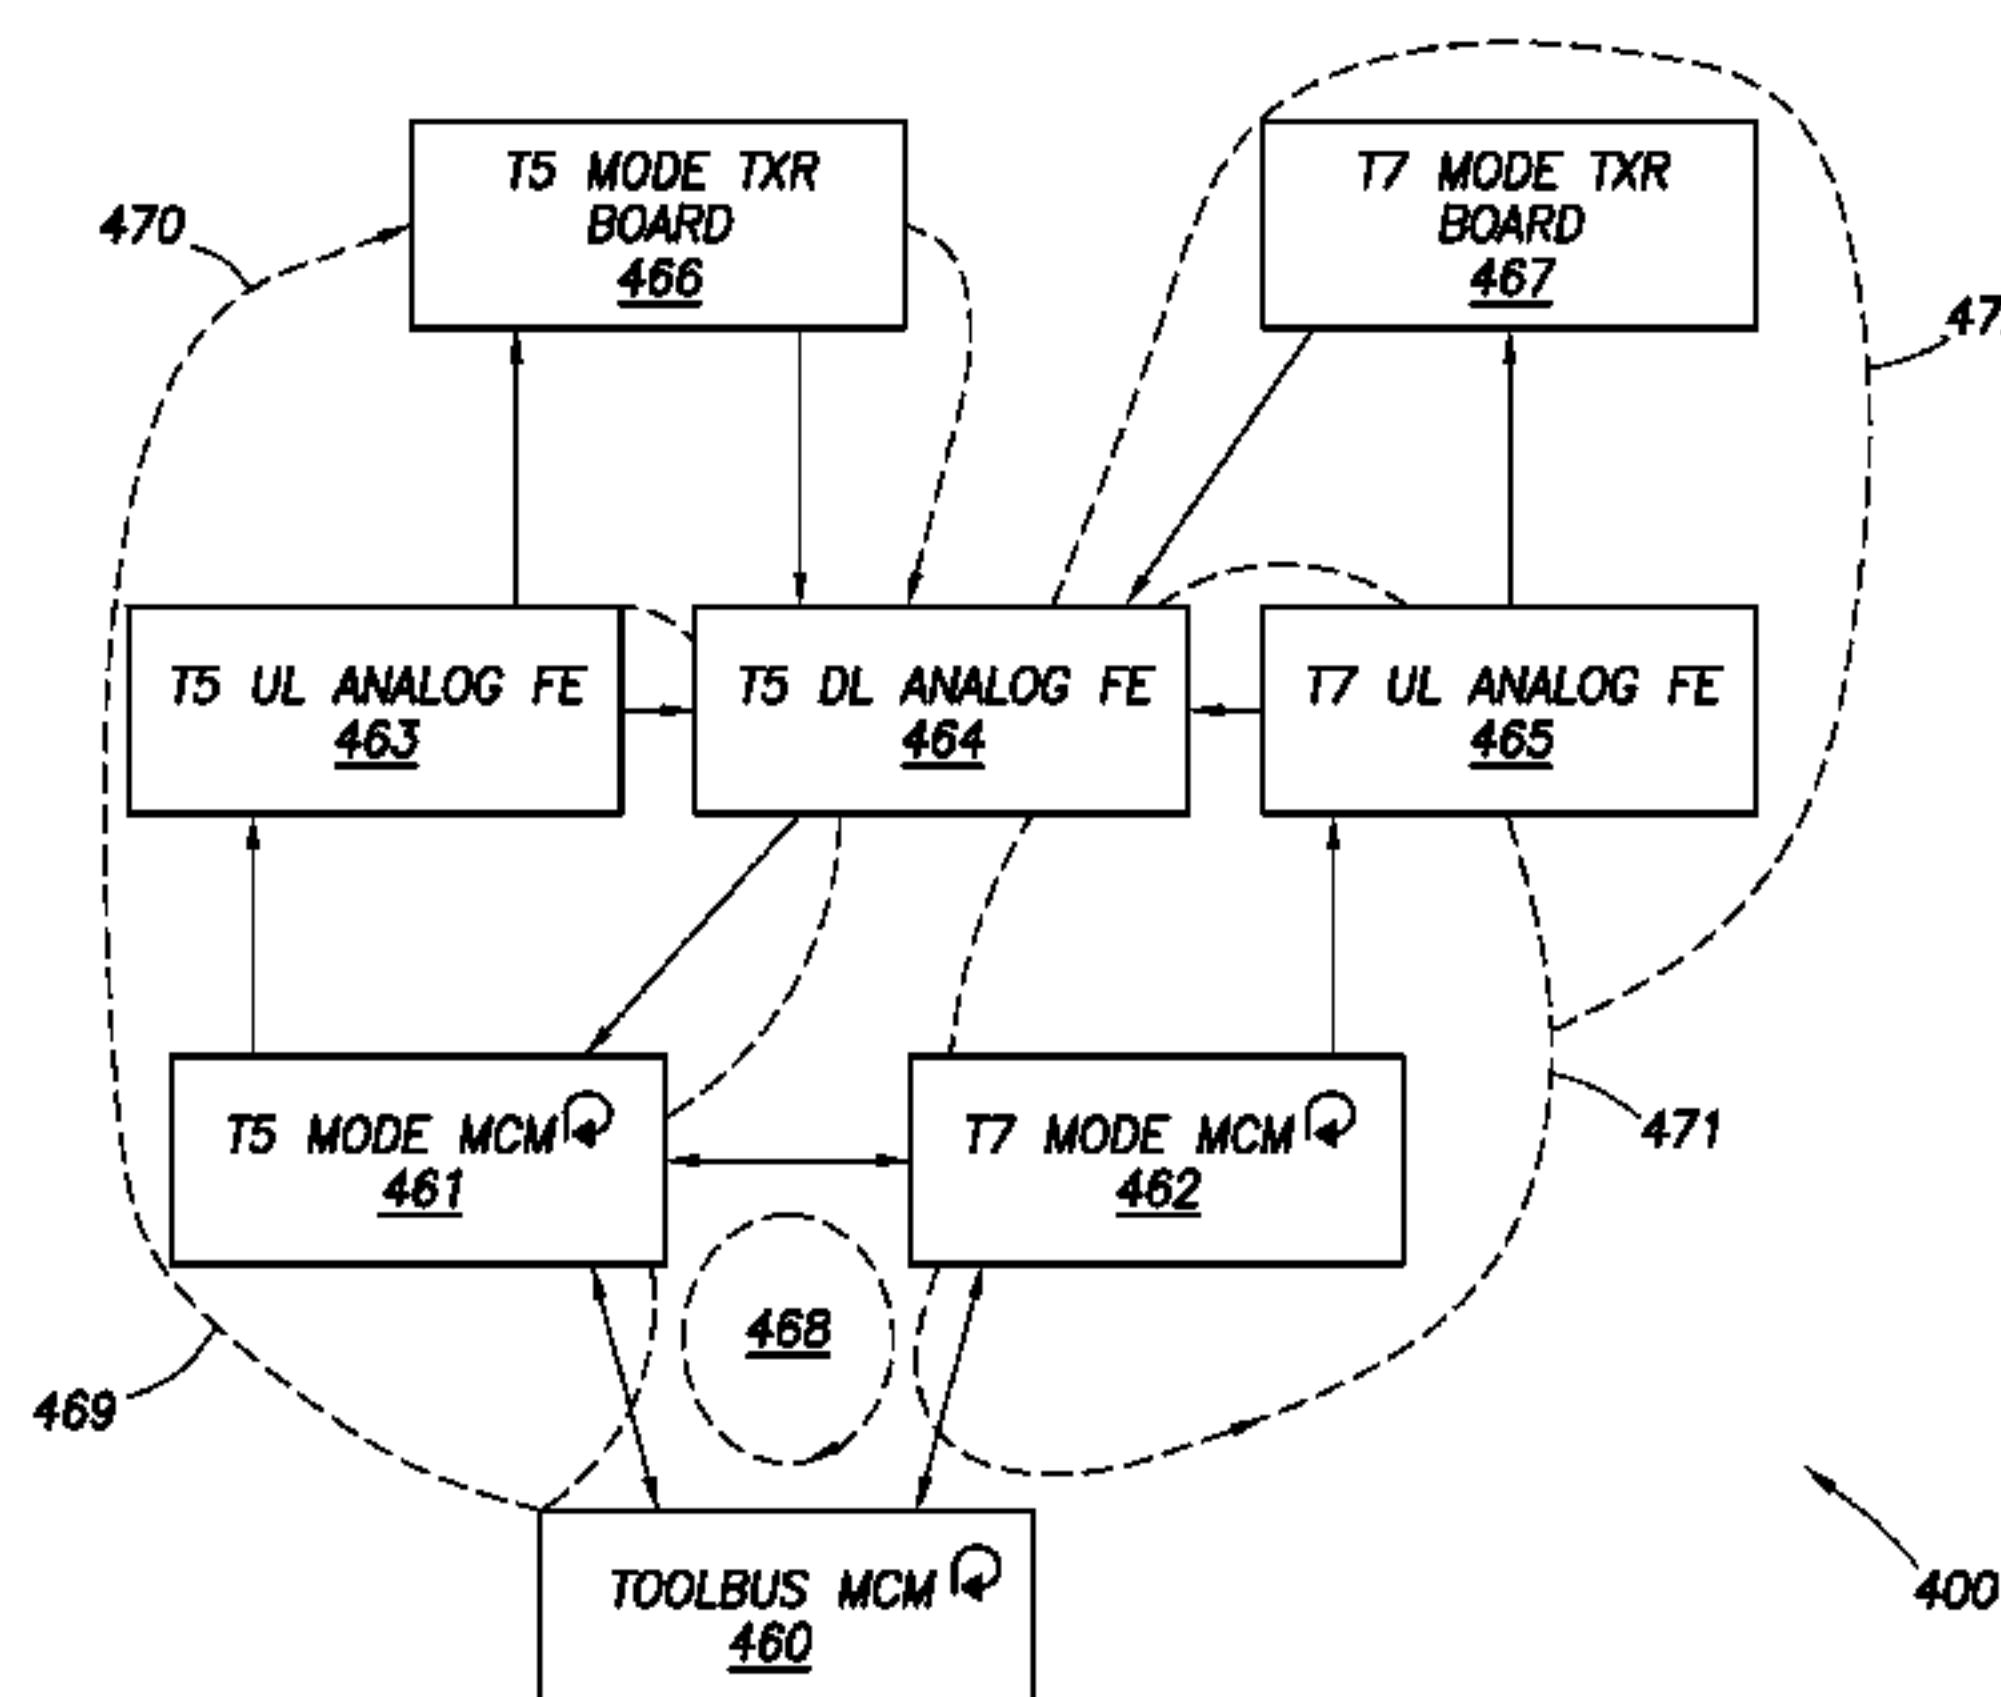 T5 MODE TXR
BOARD
466
T7 MODE TXR
BOARD
467
470
T5 UL ANALOG FE
463
T5 DL ANALOG FE
464
T7 UL ANALOG FE
465
T5 MODE MCM
461
T7 MODE MCM
462
471
468
469
TOOLBUS MCM
460
400